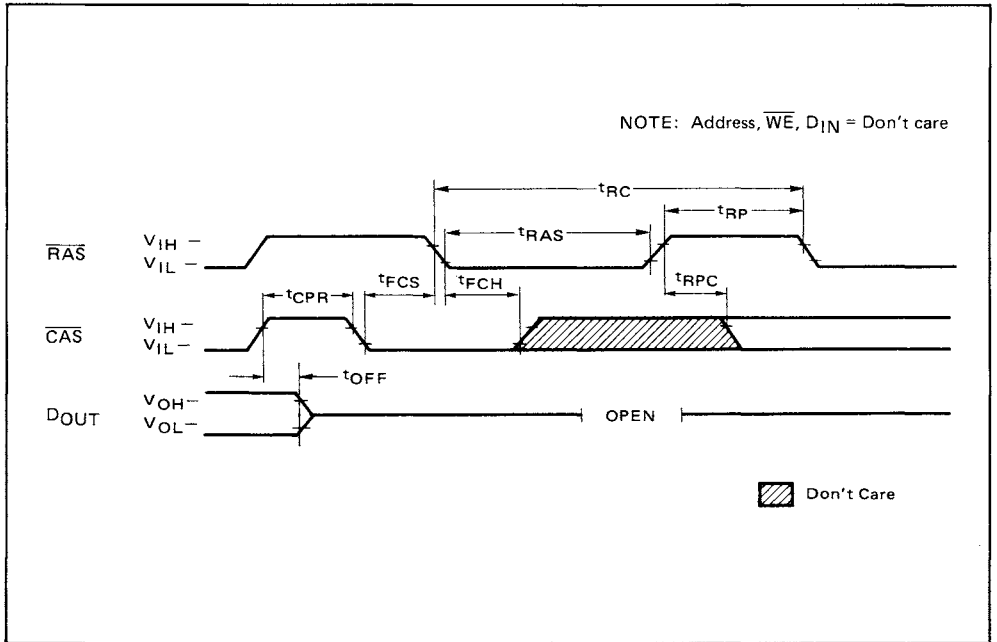 NOTE: Address, WE, DIN = Don't care
tRC
tRP
tRAS
RAS
VIH
VIL
tFCS
tFCH
tRPC
tCPR
CAS
VIH
VIL
tOFF
DOUT
VOH
VOL
OPEN
Don't Care